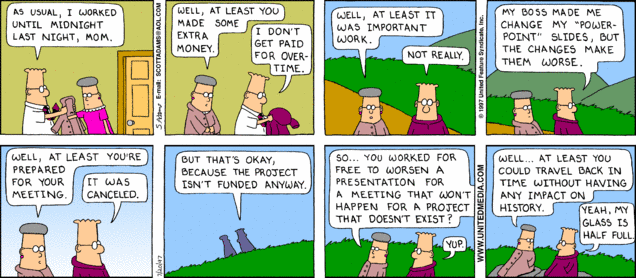 AS USUAL, I WORKED
UNTIL MIDNIGHT
LAST NIGHT, MOM.
E-mail: SCOTTADAMS@AOL.COM
WELL, AT LEAST YOU
MADE SOME
EXTRA
MONEY.
I DON'T
GET PAID
FOR OVER-
TIME.
WELL, AT LEAST IT
WAS IMPORTANT
WORK.
NOT REALLY.
© 1997 United Feature Syndicate, Inc.
MY BOSS MADE ME
CHANGE MY "POWER-
POINT" SLIDES, BUT
THE CHANGES MAKE
THEM WORSE.
WELL, AT LEAST YOU'RE
PREPARED
FOR YOUR
MEETING.
IT WAS
CANCELED.
BUT THAT'S OKAY,
BECAUSE THE PROJECT
ISN'T FUNDED ANYWAY.
SO... YOU WORKED FOR
FREE TO WORSEN A
PRESENTATION FOR
A MEETING THAT WON'T
HAPPEN FOR A PROJECT
THAT DOESN'T EXIST?
YUP.
WWW.UNITEDMEDIA.COM
WELL... AT LEAST YOU
COULD TRAVEL BACK IN
TIME WITHOUT HAVING
ANY IMPACT ON
HISTORY.
YEAH, MY
GLASS IS
HALF FULL.